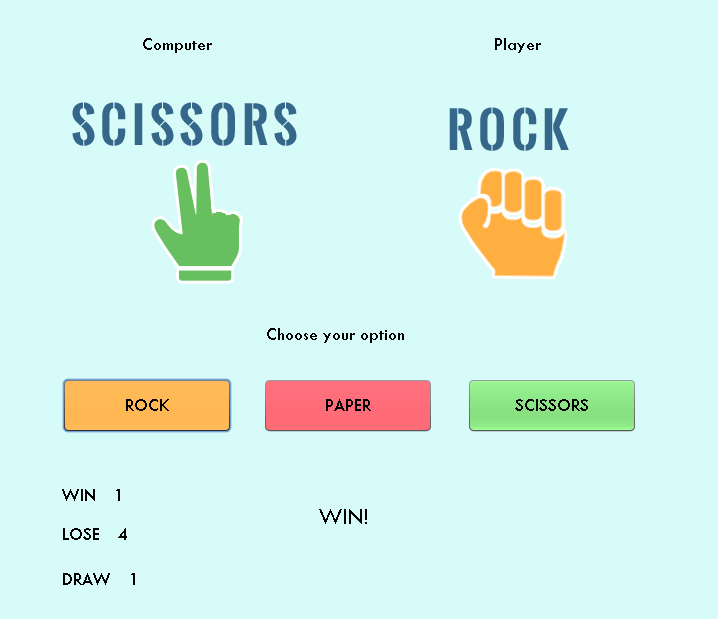 Computer Player
SCISSORS ROCK
Choose your option
ROCK PAPER SCISSORS
WIN 1
WIN!
LOSE 4
DRAW 1